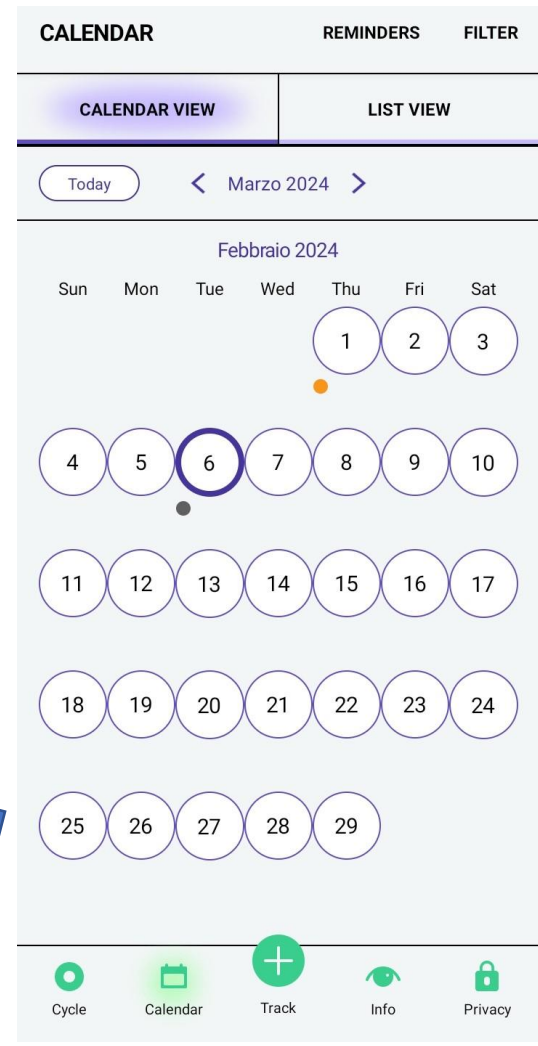 CALENDAR REMINDERS FILTER
CALENDAR VIEW LIST VIEW
Today < Marzo 2024 >
Febbraio 2024
Sun Mon Tue Wed Thu Fri Sat
1 2 3
4 5 6 7 8 9 10
11 12 13 14 15 16 17
18 19 20 21 22 23 24
25 26 27 28 29
Cycle Calendar Track Info Privacy